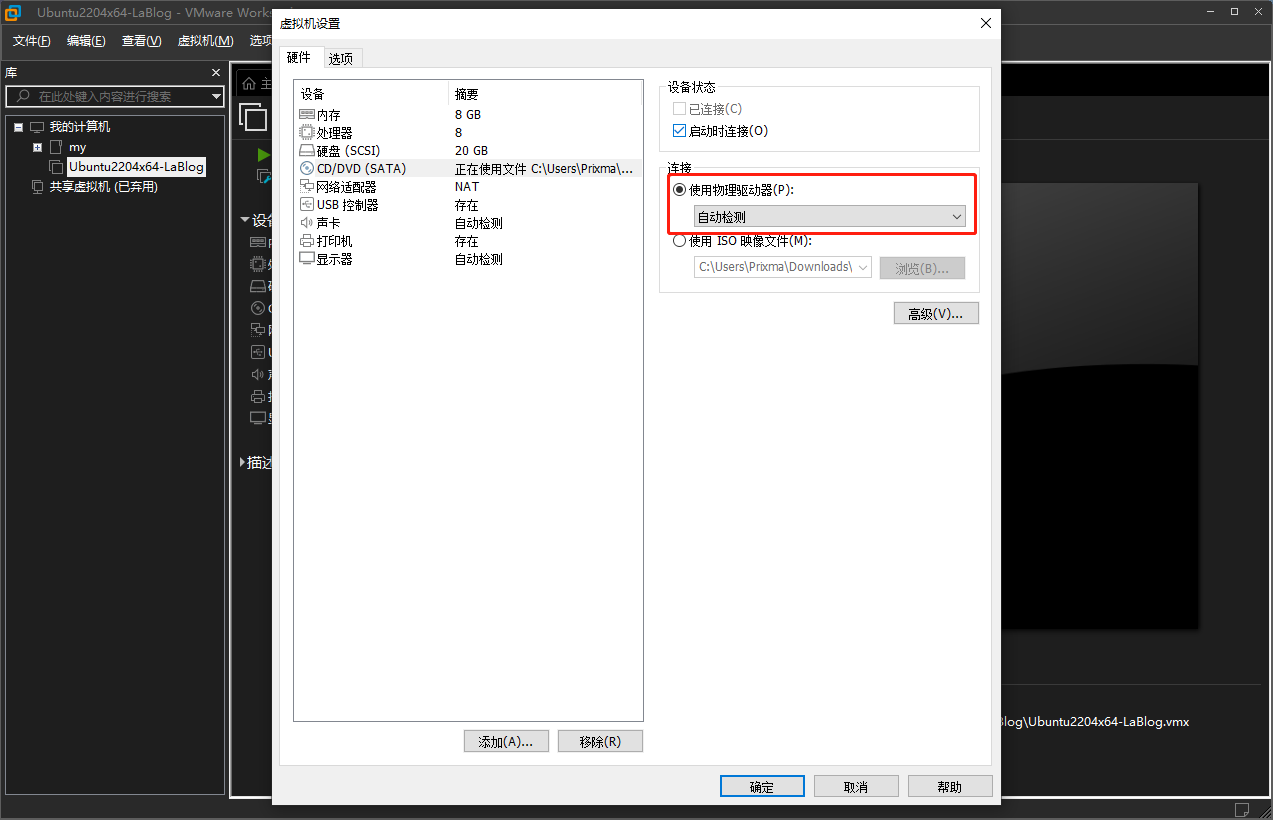 Ubuntu2204x64-LaBlog - VMware Works
文件(F) 编辑(E) 查看(V) 虚拟机(M) 选项
库
在此处键入内容进行搜索
我的计算机
my
Ubuntu2204x64-LaBlog
共享虚拟机 (已弃用)
主
设备
描述
虚拟机设置
硬件 选项
设备 摘要
内存 8 GB
处理器 8
硬盘 (SCSI) 20 GB
CD/DVD (SATA) 正在使用文件 C:\Users\Prixma\...
网络适配器 NAT
USB 控制器 存在
声卡 自动检测
打印机 存在
显示器 自动检测
添加(A)... 移除(R)
设备状态
已连接(C)
启动时连接(O)
连接
使用物理驱动器(P):
自动检测
使用 ISO 映像文件(M):
C:\Users\Prixma\Downloads\ 浏览(B)...
高级(V)...
确定 取消 帮助
Blog\Ubuntu2204x64-LaBlog.vmx